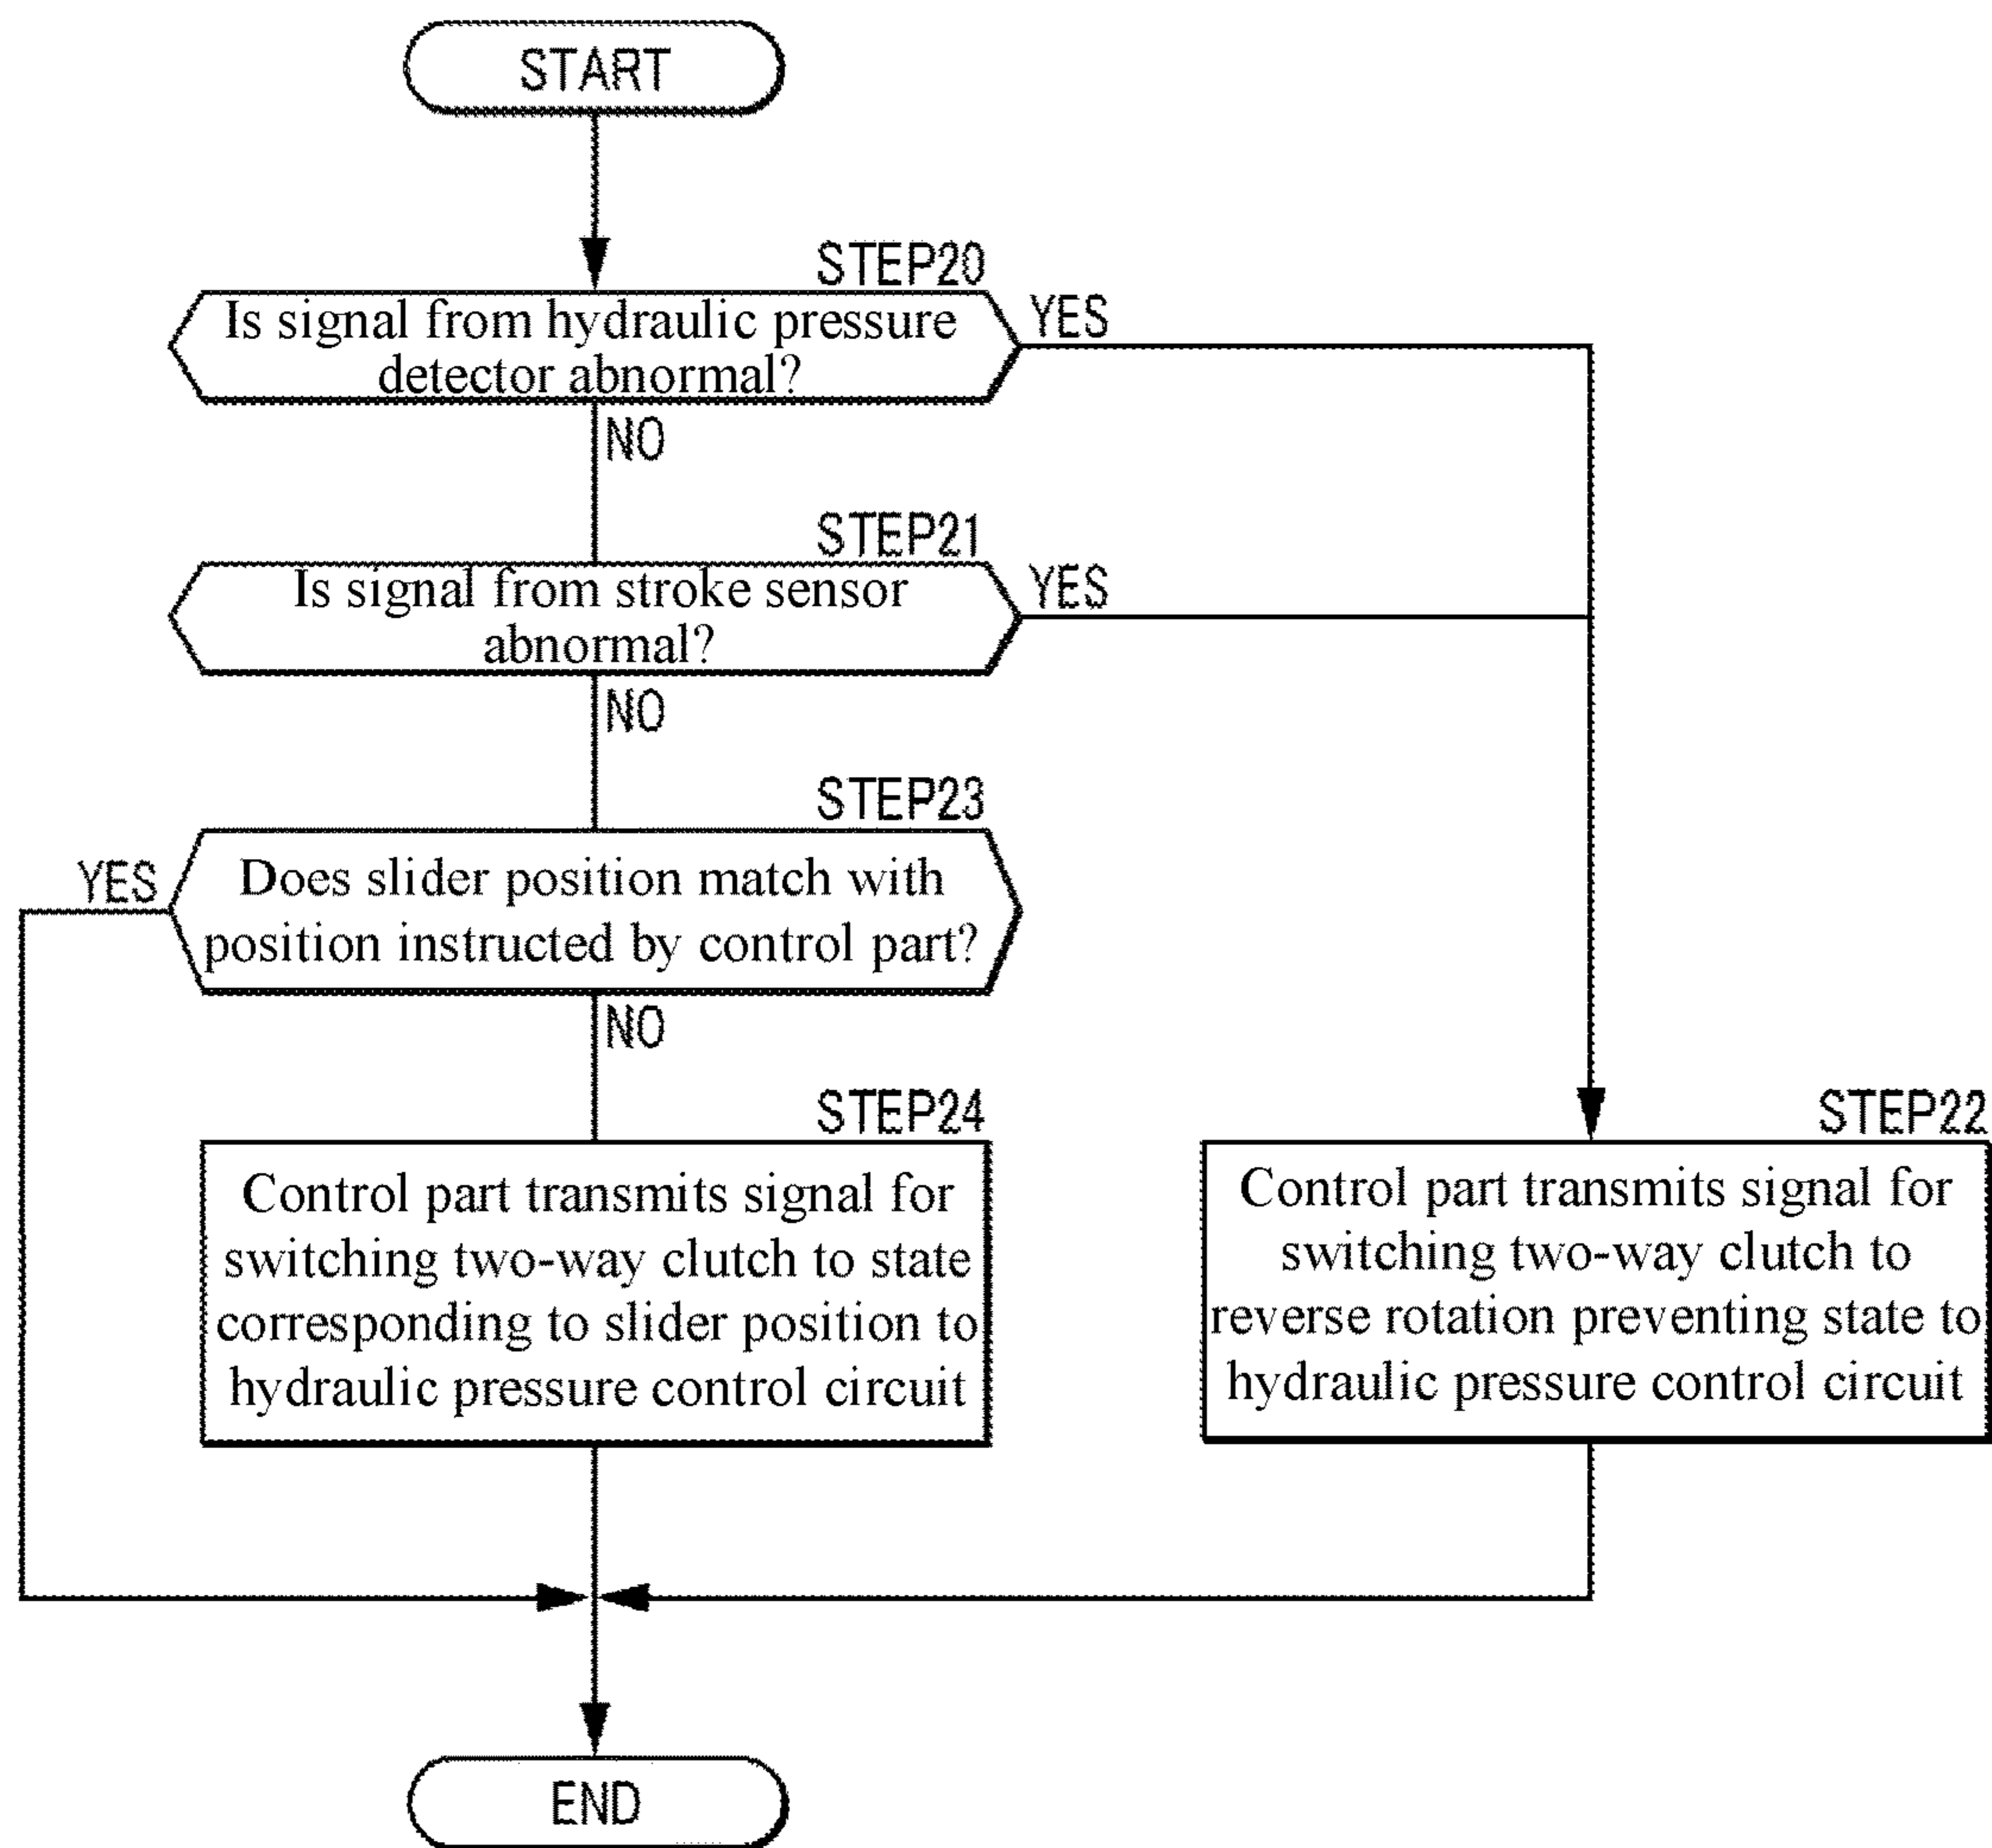 START
STEP20
Is signal from hydraulic pressure
detector abnormal?
YES
NO
STEP21
Is signal from stroke sensor
abnormal?
YES
NO
STEP23
Does slider position match with
position instructed by control part?
YES
NO
STEP24
Control part transmits signal for
switching two-way clutch to state
corresponding to slider position to
hydraulic pressure control circuit
STEP22
Control part transmits signal for
switching two-way clutch to
reverse rotation preventing state to
hydraulic pressure control circuit
END